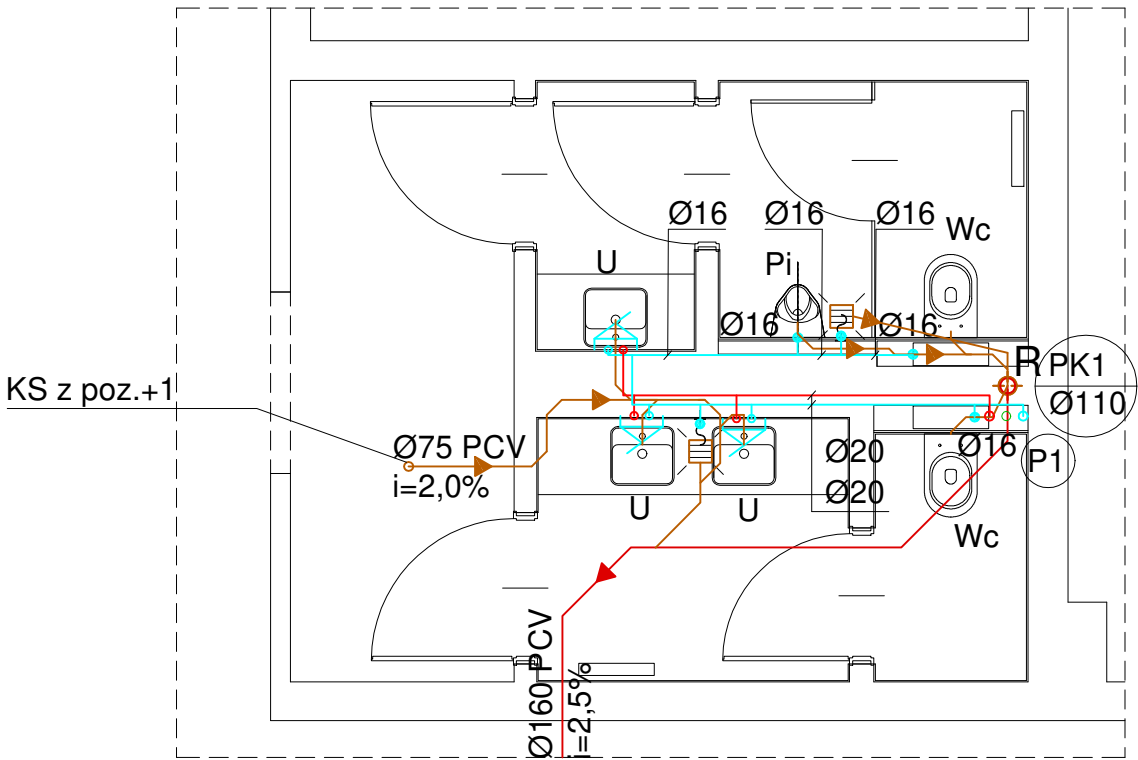 Ø16
Ø16
Ø16
Wc
U
Pi
Ø16
Ø16
R
PK1
Ø110
KS z poz.+1
Ø75 PCV
i=2,0%
Ø20
Ø20
Ø16
P1
U
U
Wc
Ø160 PCV
i=2,5%